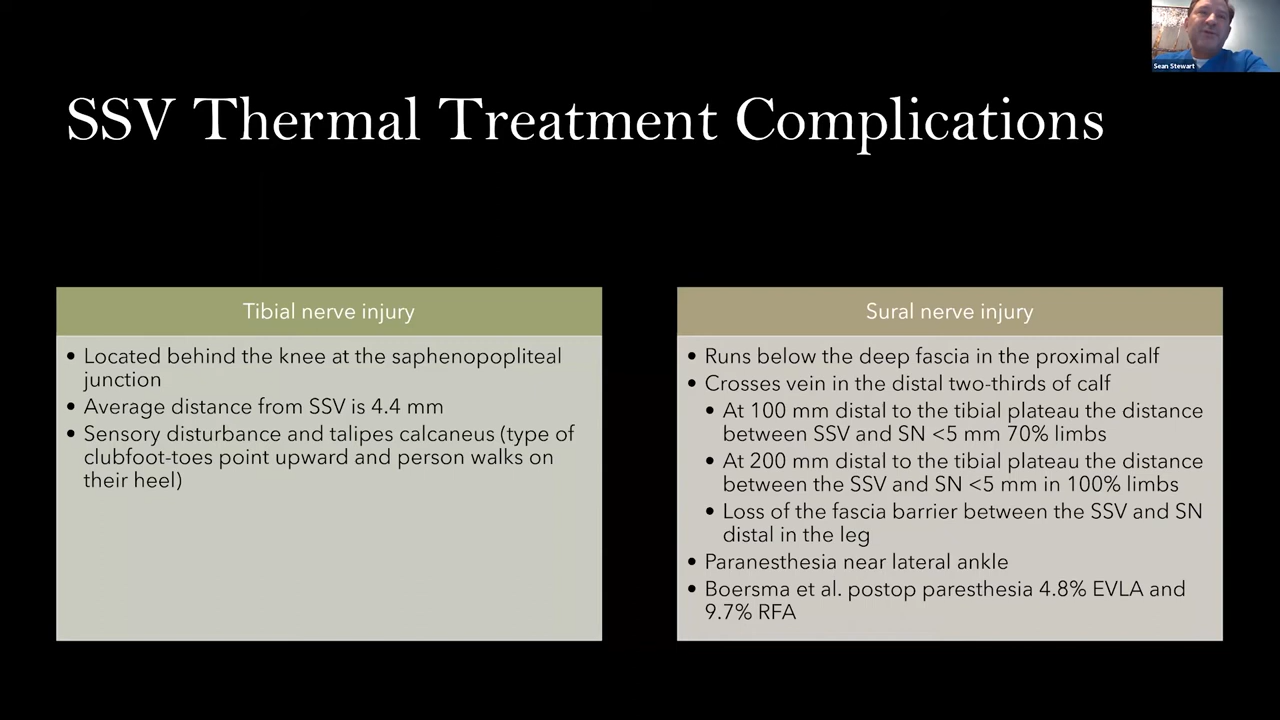 Sean Stewart
SSV Thermal Treatment Complications
Tibial nerve injury
• Located behind the knee at the saphenopopliteal
junction
• Average distance from SSV is 4.4 mm
• Sensory disturbance and talipes calcaneus (type of
clubfoot-toes point upward and person walks on
their heel)
Sural nerve injury
• Runs below the deep fascia in the proximal calf
• Crosses vein in the distal two-thirds of calf
• At 100 mm distal to the tibial plateau the distance
between SSV and SN <5 mm 70% limbs
• At 200 mm distal to the tibial plateau the distance
between the SSV and SN <5 mm in 100% limbs
• Loss of the fascia barrier between the SSV and SN
distal in the leg
• Paranesthesia near lateral ankle
• Boersma et al. postop paresthesia 4.8% EVLA and
9.7% RFA